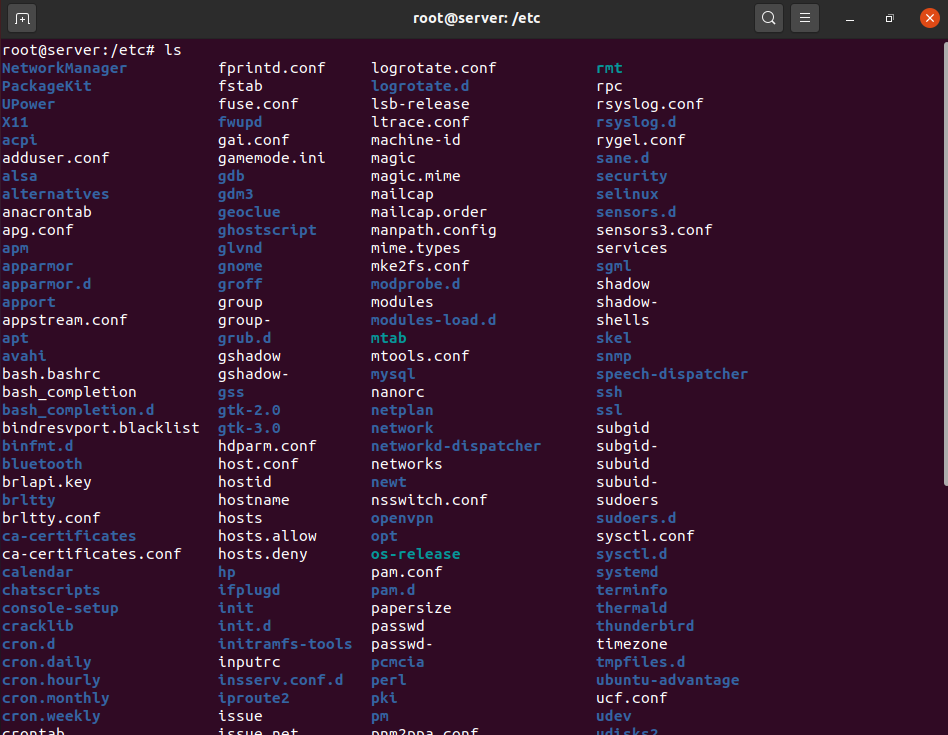 root@server: /etc
root@server:/etc# ls
NetworkManager fprintd.conf logrotate.conf rmt
PackageKit fstab logrotate.d rpc
UPower fuse.conf lsb-release rsyslog.conf
X11 fwupd ltrace.conf rsyslog.d
acpi gai.conf machine-id rygel.conf
adduser.conf gamemode.ini magic sane.d
alsa gdb magic.mime security
alternatives gdm3 mailcap selinux
anacrontab geoclue mailcap.order sensors.d
apg.conf ghostscript manpath.config sensors3.conf
apm glvnd mime.types services
apparmor gnome mke2fs.conf sgml
apparmor.d groff modprobe.d shadow
apport group modules shadow-
appstream.conf group- modules-load.d shells
apt grub.d mtab skel
avahi gshadow mtools.conf snmp
bash.bashrc gshadow- mysql speech-dispatcher
bash_completion gss nanorc ssh
bash_completion.d gtk-2.0 netplan ssl
bindresvport.blacklist gtk-3.0 network subgid
binfmt.d hdparm.conf networkd-dispatcher subgid-
bluetooth host.conf networks subuid
brlapi.key hostid newt subuid-
brltty hostname nsswitch.conf sudoers
brltty.conf hosts openvpn sudoers.d
ca-certificates hosts.allow opt sysctl.conf
ca-certificates.conf hosts.deny os-release sysctl.d
calendar hp pam.conf systemd
chatscripts ifplugd pam.d terminfo
console-setup init papersize thermald
cracklib init.d passwd thunderbird
cron.d initramfs-tools passwd- timezone
cron.daily inputrc pcmcia tmpfiles.d
cron.hourly insserv.conf.d perl ubuntu-advantage
cron.monthly iproute2 pki ucf.conf
cron.weekly issue pm udev
crontab issue.net pnm2ppa.conf udisks2